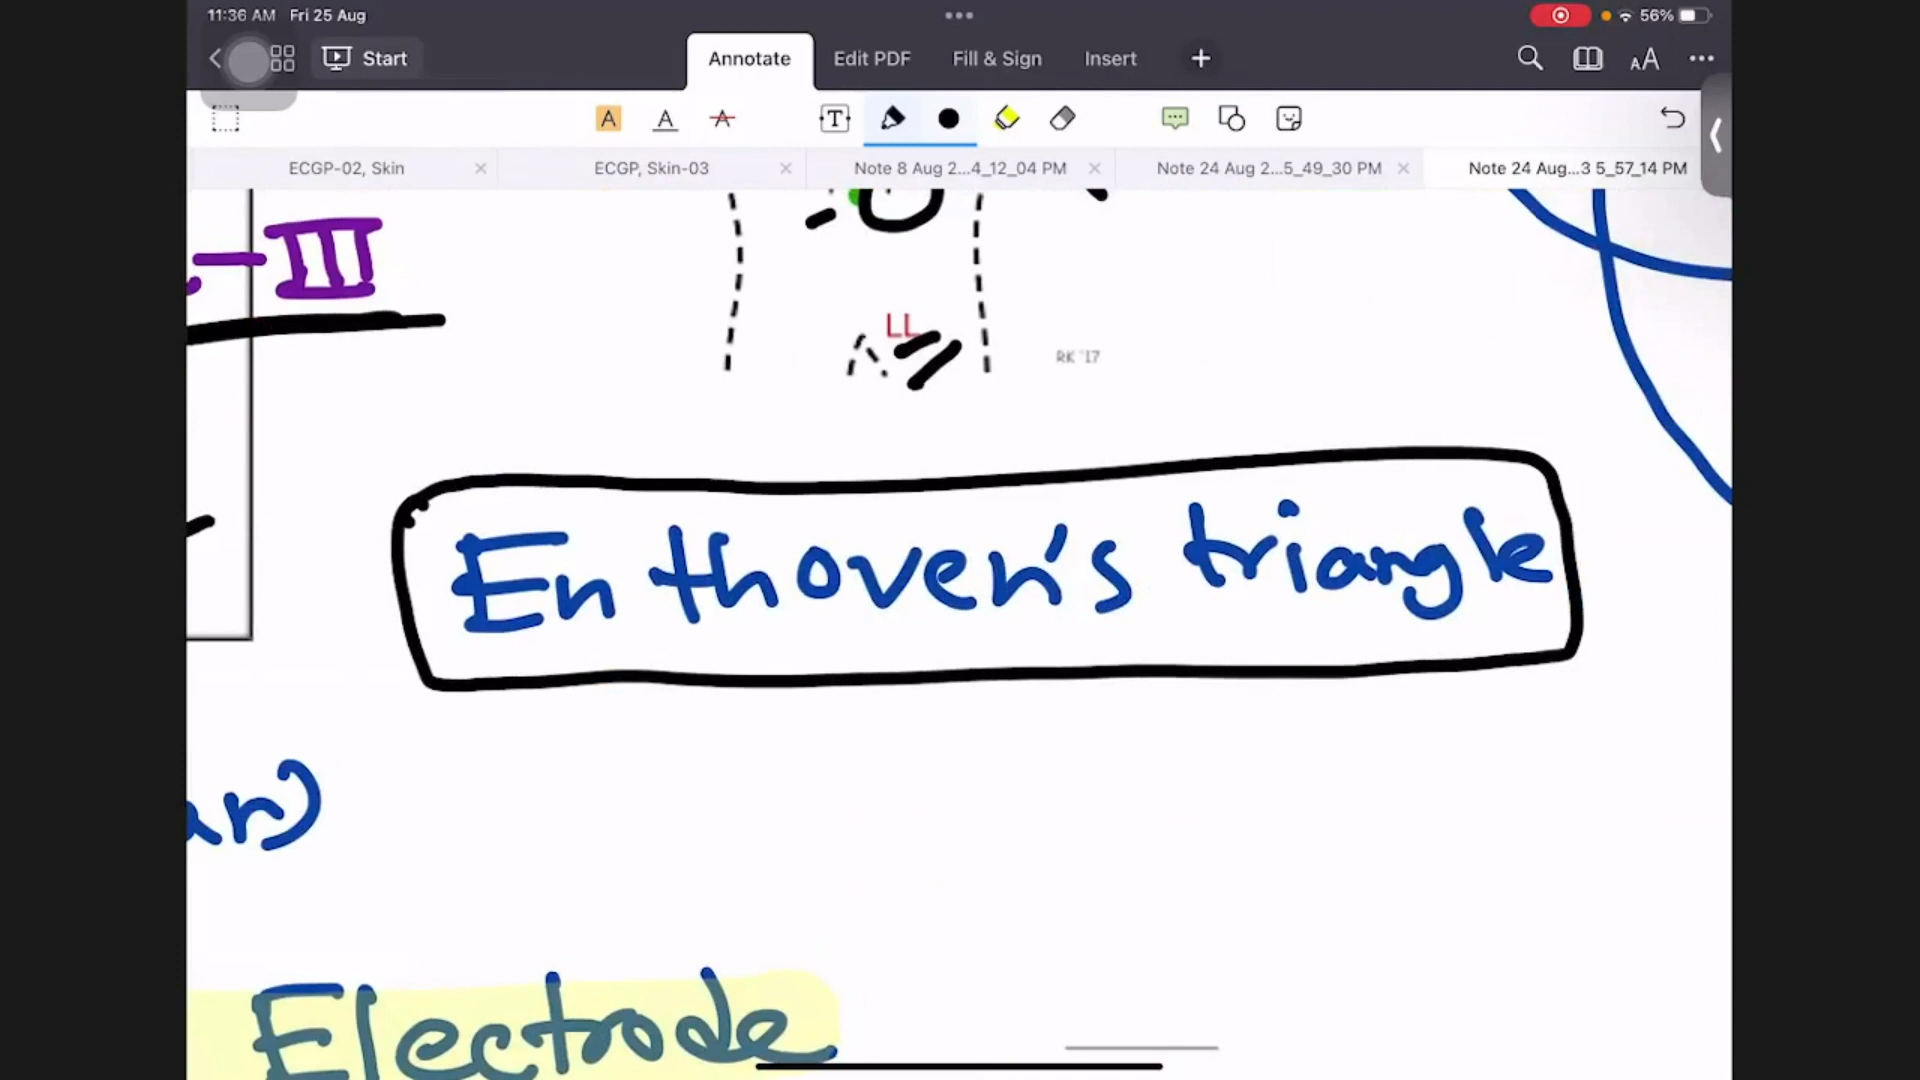 11:36 AM Fri 25 Aug
56%
Start
Annotate
Edit PDF
Fill & Sign
Insert
ECGP-02, Skin
ECGP, Skin-03
Note 8 Aug 2...4_12_04 PM
Note 24 Aug 2...5_49_30 PM
Note 24 Aug...3 5_57_14 PM
-III
LL
RK '17
Enthoven's triangle
ar)
Electrode